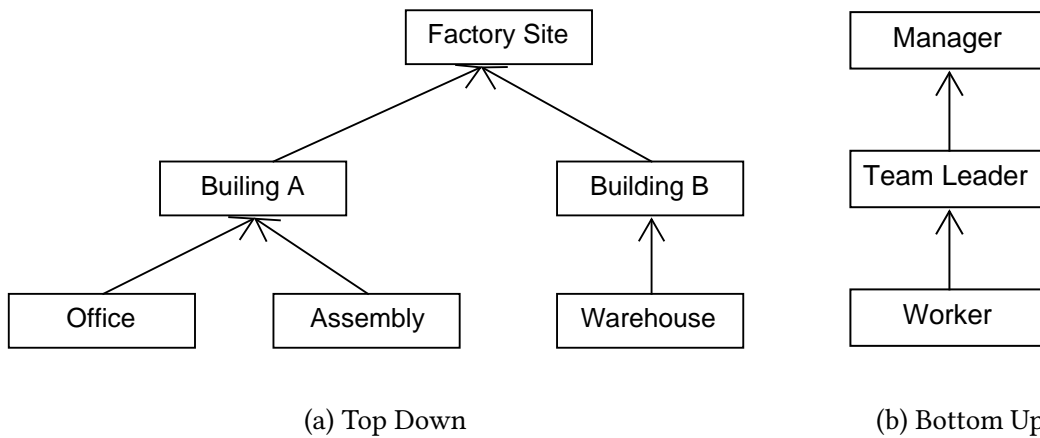 Factory Site
Manager
Builing A
Building B
Team Leader
Office
Assembly
Warehouse
Worker
(a) Top Down
(b) Bottom Up